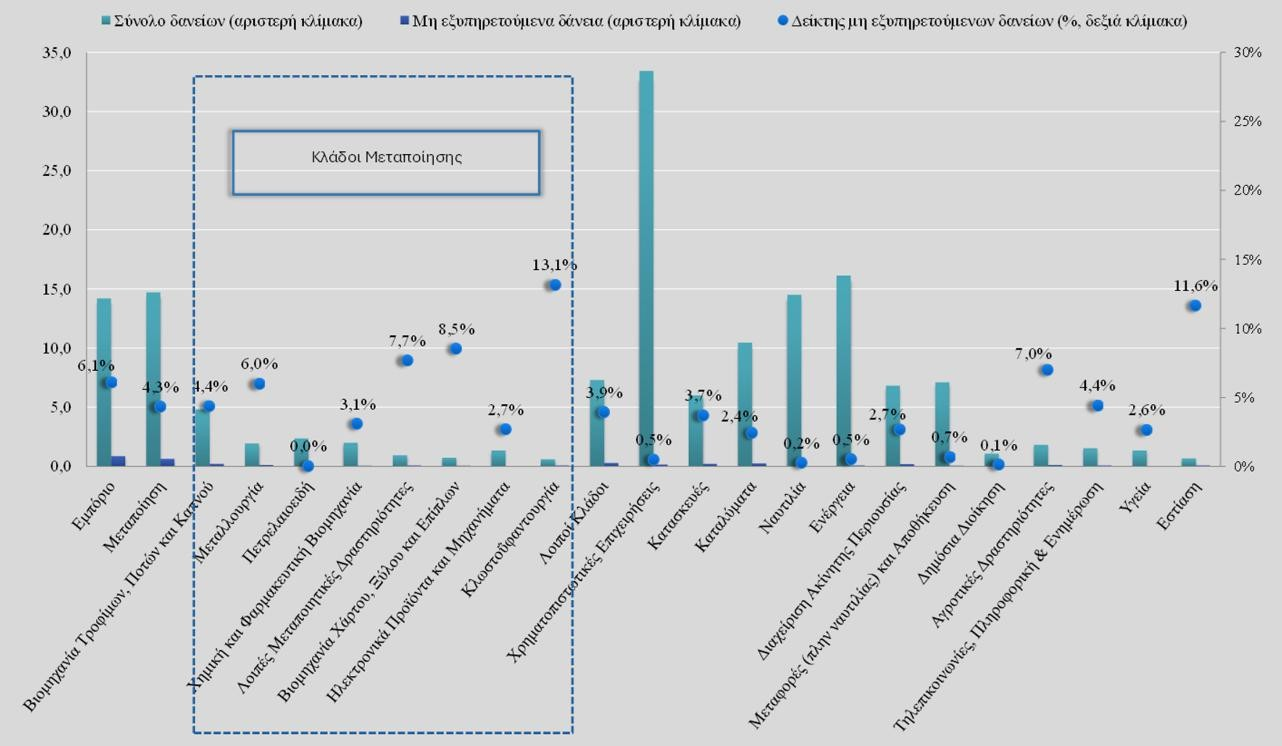 Σύνολο δανείων (αριστερή κλίμακα) Μη εξυπηρετούμενα δάνεια (αριστερή κλίμακα) Δείκτης μη εξυπηρετούμενων δανείων (%, δεξιά κλίμακα)
35,0
30,0
25,0
20,0
15,0
10,0
5,0
0,0
30%
25%
20%
15%
10%
5%
0%
Κλάδοι Μεταποίησης
6,1%
4,3%
4,4%
6,0%
0,0%
3,1%
7,7%
8,5%
2,7%
13,1%
3,9%
0,5%
3,7%
2,4%
0,2%
0,5%
2,7%
0,7%
0,1%
7,0%
4,4%
2,6%
11,6%
Εμπόριο
Μεταποίηση
Βιομηχανία Τροφίμων, Ποτών και Καπνού
Μεταλλουργία
Πετρελαιοειδή
Χημική και Φαρμακευτική Βιομηχανία
Λοιπές Μεταποιητικές Δραστηριότητες
Βιομηχανία Χάρτου, Ξύλου και Επίπλων
Ηλεκτρονικά Προϊόντα και Μηχανήματα
Κλωστοϋφαντουργία
Λοιποί Κλάδοι
Χρηματοπιστωτικές Επιχειρήσεις
Κατασκευές
Καταλύματα
Ναυτιλία
Ενέργεια
Διαχείριση Ακίνητης Περιουσίας
Μεταφορές (πλην ναυτιλίας) και Αποθήκευση
Δημόσια Διοίκηση
Αγροτικές Δραστηριότητες
Τηλεπικοινωνίες, Πληροφορική & Ενημέρωση
Υγεία
Εστίαση